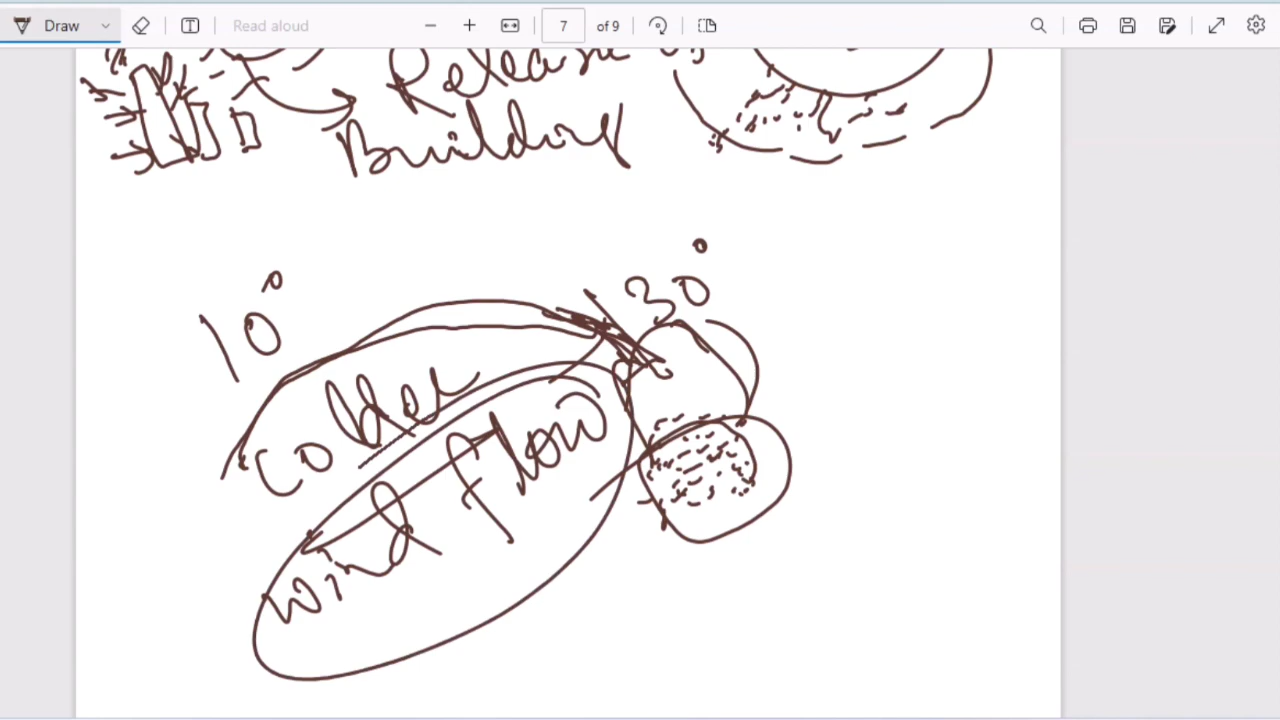 Draw
Read aloud
7 of 9
Release
Building
10°
30°
Colder
Wind flow